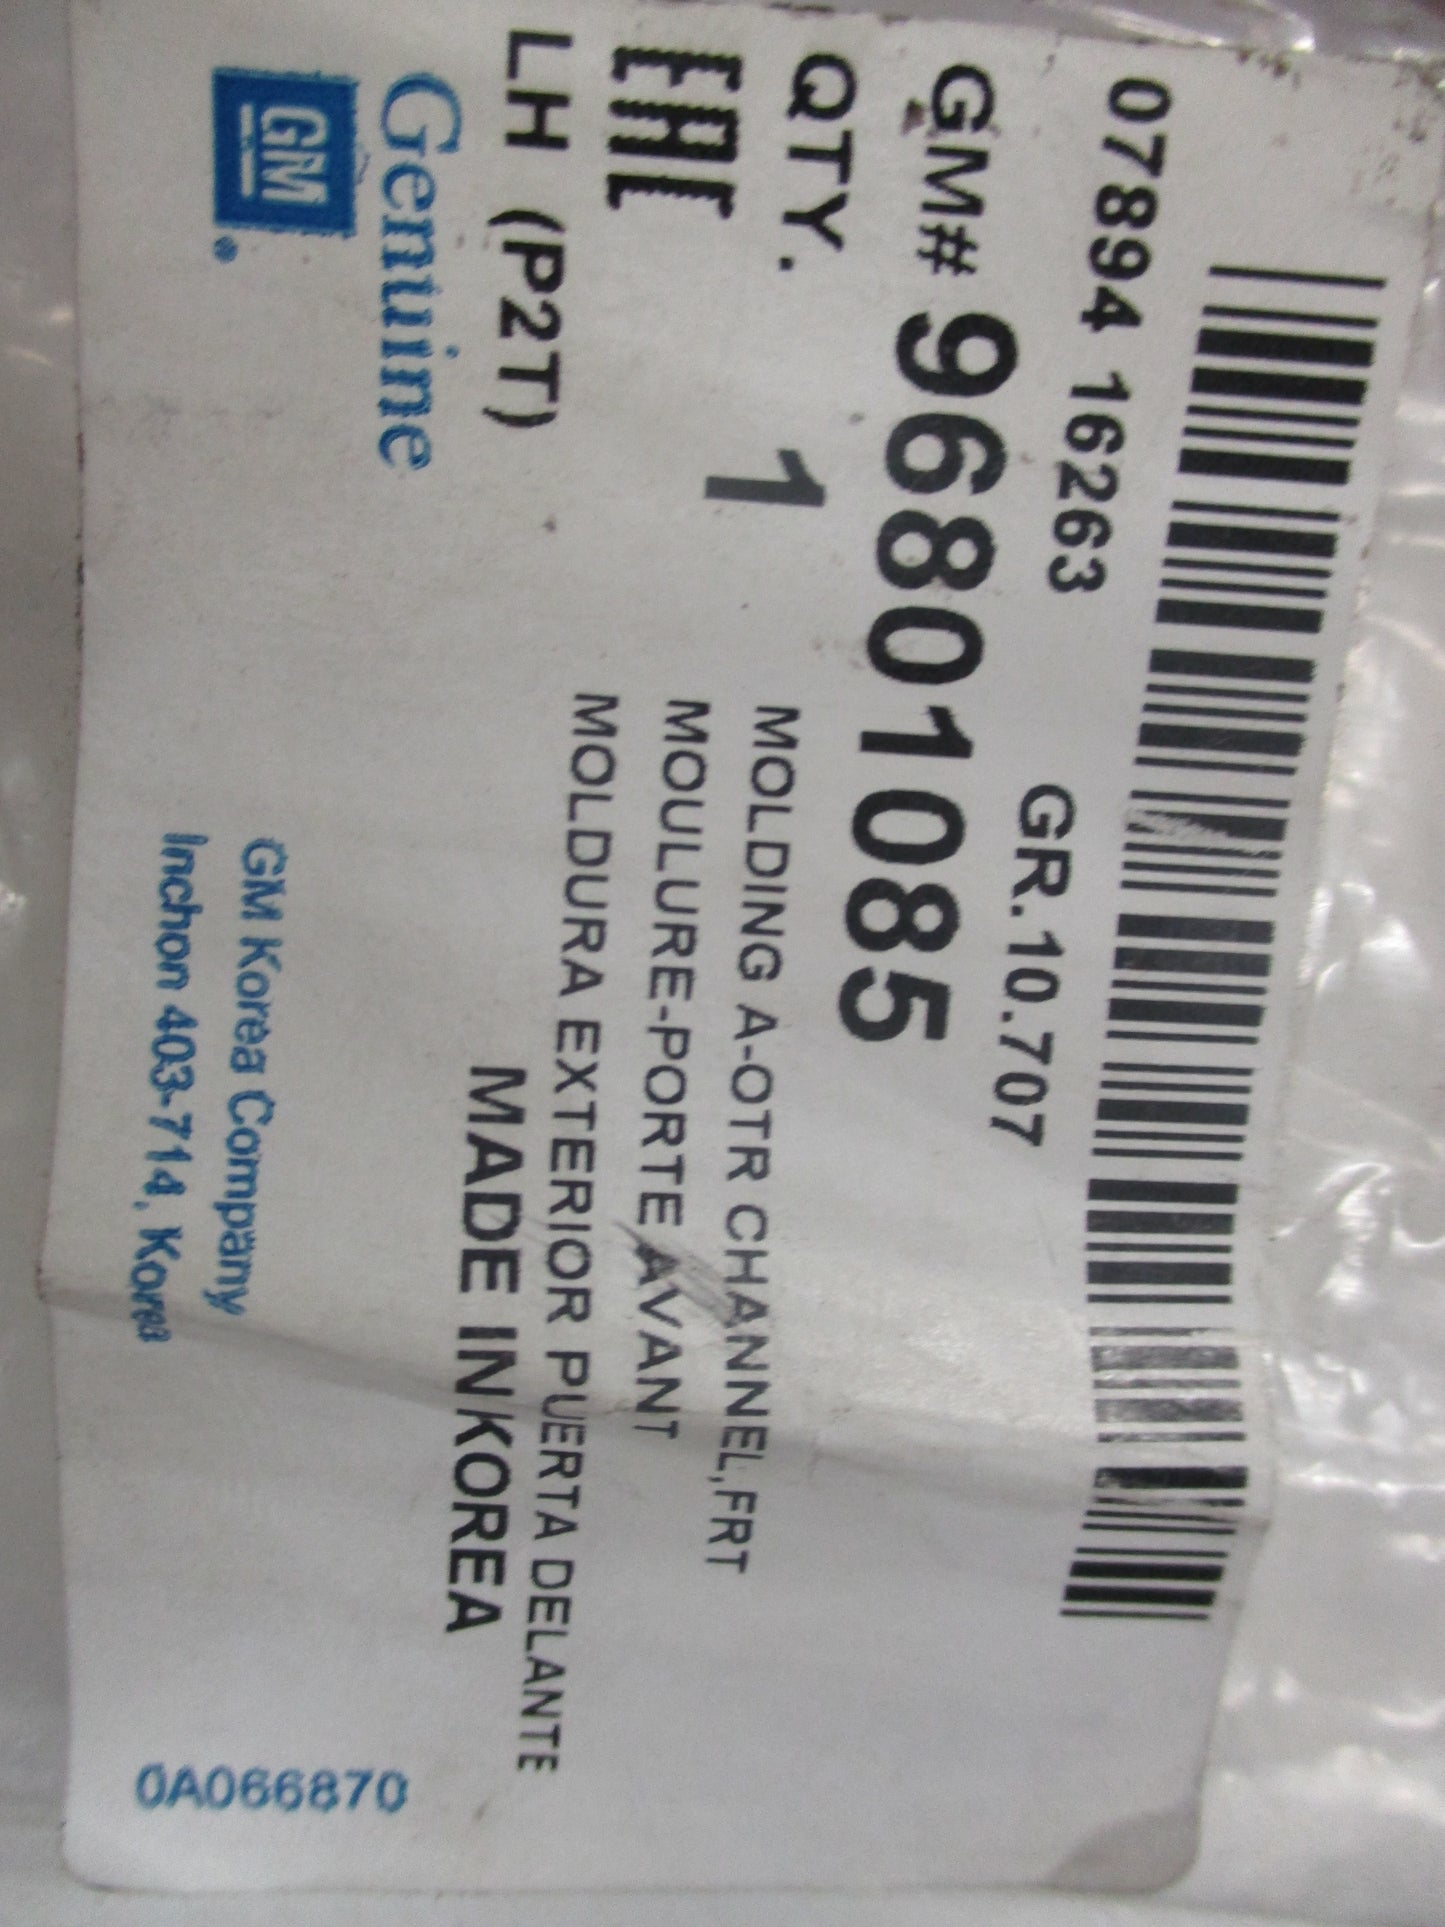 07894 16263 GR.10.707
GM# 96801085
QTY. 1 MOLDING A-OTR CHANNEL,FRT
EAC MOULURE-PORTE AVANT
MOLDURA EXTERIOR PUERTA DELANTE
LH (P2T) MADE IN KOREA
Genuine
GM®
GM Korea Company
Inchon 403-714, Korea
0A066870